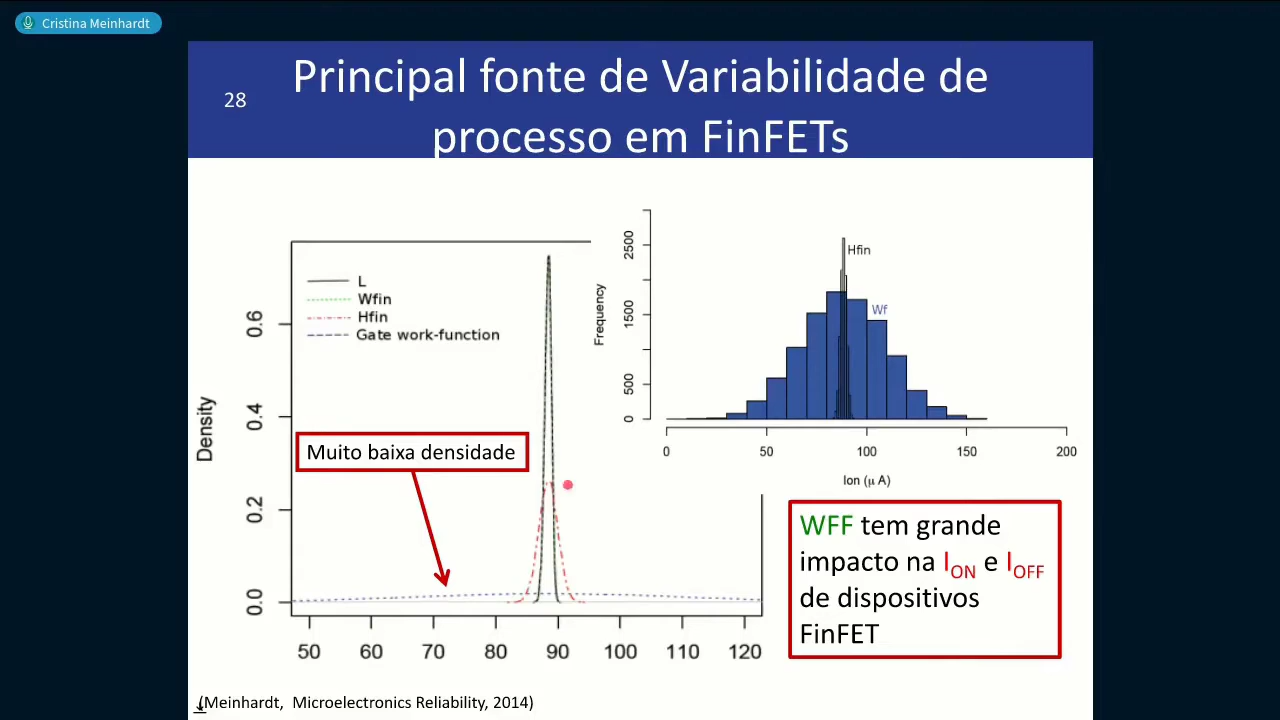 Cristina Meinhardt
28
Principal fonte de Variabilidade de
processo em FinFETs
L
Wfin
Hfin
Gate work-function
Density
0.0
0.2
0.4
0.6
50 60 70 80 90 100 110 120
Muito baixa densidade
Frequency
0
500
1500
2500
Hfin
Wf
0 50 100 150 200
Ion (μ A)
WFF tem grande
impacto na ION e IOFF
de dispositivos
FinFET
(Meinhardt, Microelectronics Reliability, 2014)